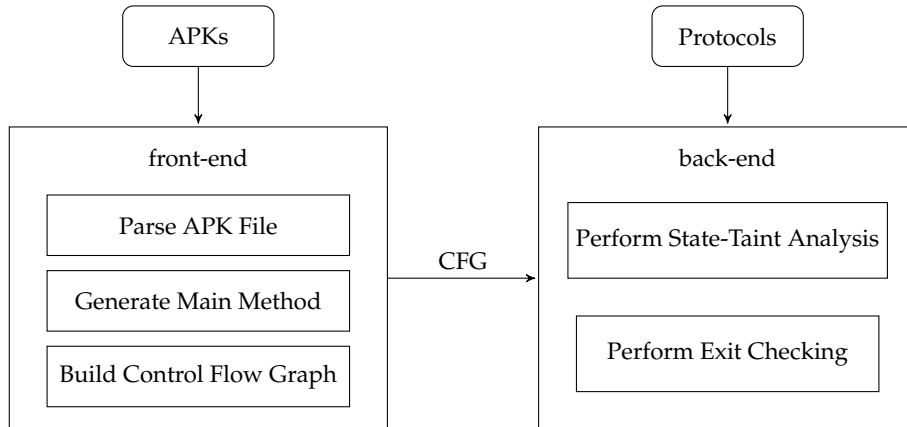 APKs
Protocols
front-end
Parse APK File
Generate Main Method
Build Control Flow Graph
CFG
back-end
Perform State-Taint Analysis
Perform Exit Checking